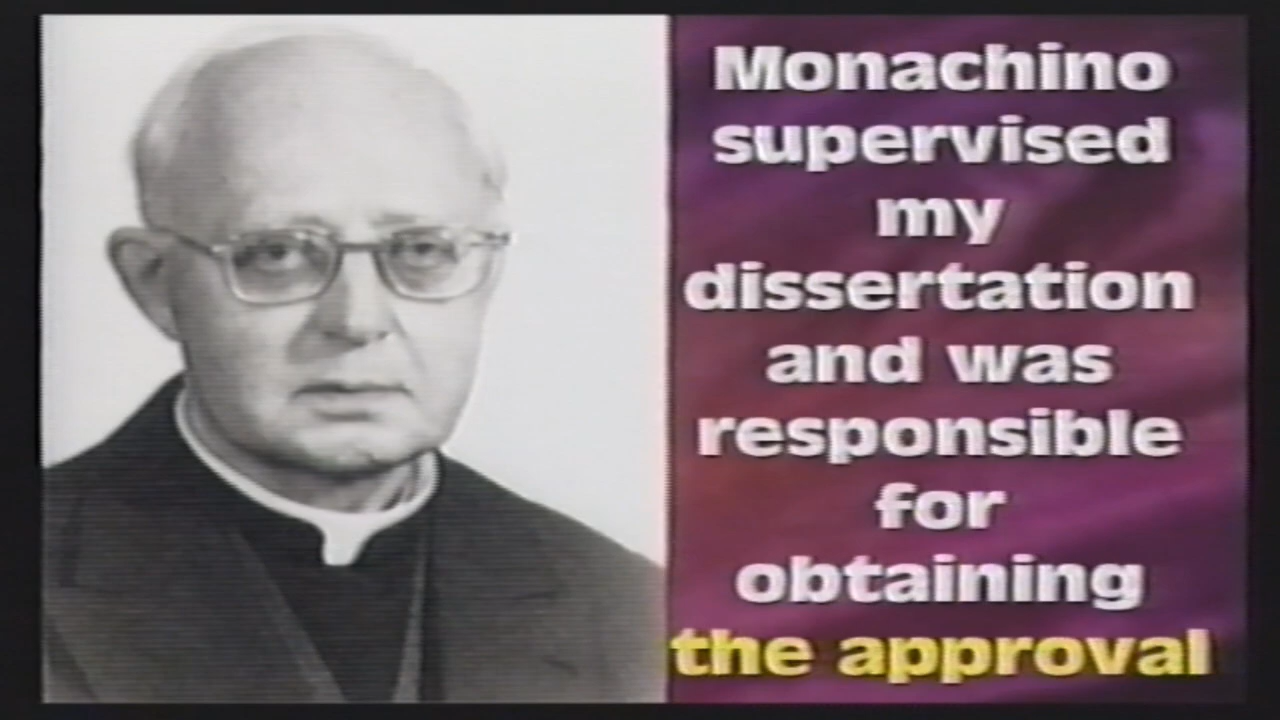 Monachino
supervised
my
dissertation
and was
responsible
for
obtaining
the approval